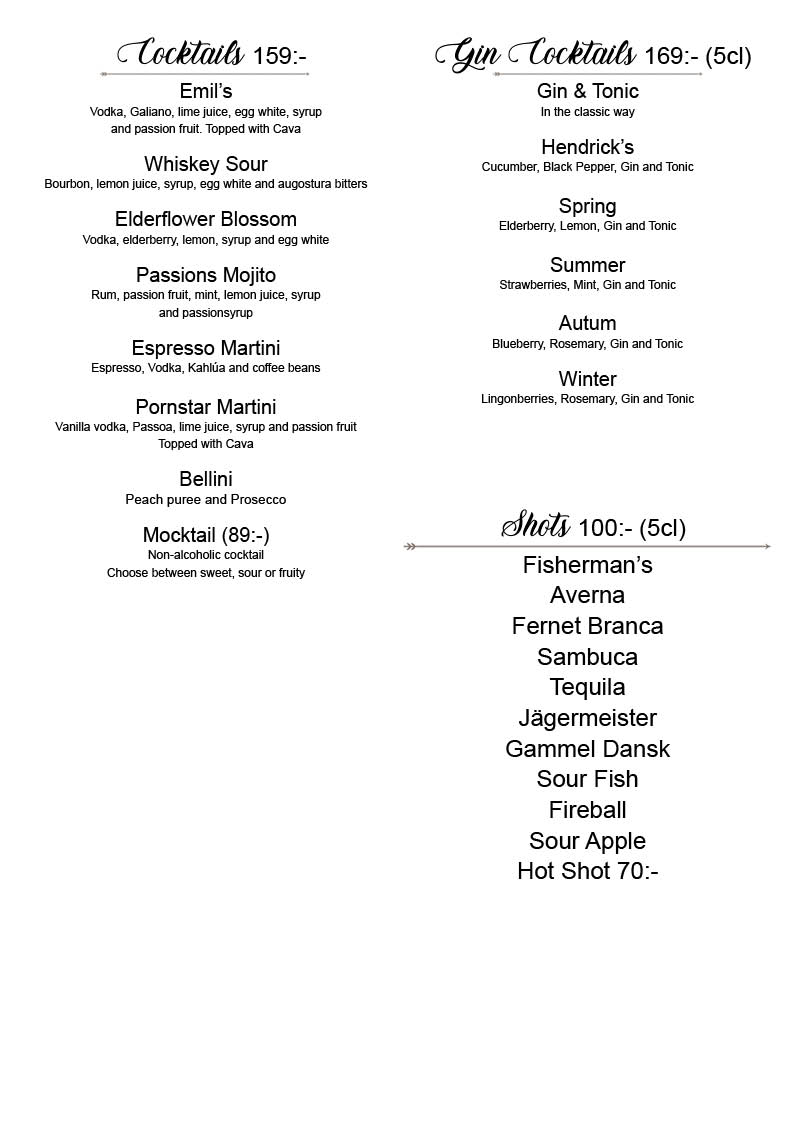 Cocktails 159:-
Emil’s
Vodka, Galiano, lime juice, egg white, syrup
and passion fruit. Topped with Cava
Whiskey Sour
Bourbon, lemon juice, syrup, egg white and augostura bitters
Elderflower Blossom
Vodka, elderberry, lemon, syrup and egg white
Passions Mojito
Rum, passion fruit, mint, lemon juice, syrup
and passionsyrup
Espresso Martini
Espresso, Vodka, Kahlúa and coffee beans
Pornstar Martini
Vanilla vodka, Passoa, lime juice, syrup and passion fruit
Topped with Cava
Bellini
Peach puree and Prosecco
Mocktail (89:-)
Non-alcoholic cocktail
Choose between sweet, sour or fruity
Gin Cocktails 169:- (5cl)
Gin & Tonic
In the classic way
Hendrick’s
Cucumber, Black Pepper, Gin and Tonic
Spring
Elderberry, Lemon, Gin and Tonic
Summer
Strawberries, Mint, Gin and Tonic
Autum
Blueberry, Rosemary, Gin and Tonic
Winter
Lingonberries, Rosemary, Gin and Tonic
Shots 100:- (5cl)
Fisherman’s
Averna
Fernet Branca
Sambuca
Tequila
Jägermeister
Gammel Dansk
Sour Fish
Fireball
Sour Apple
Hot Shot 70:-